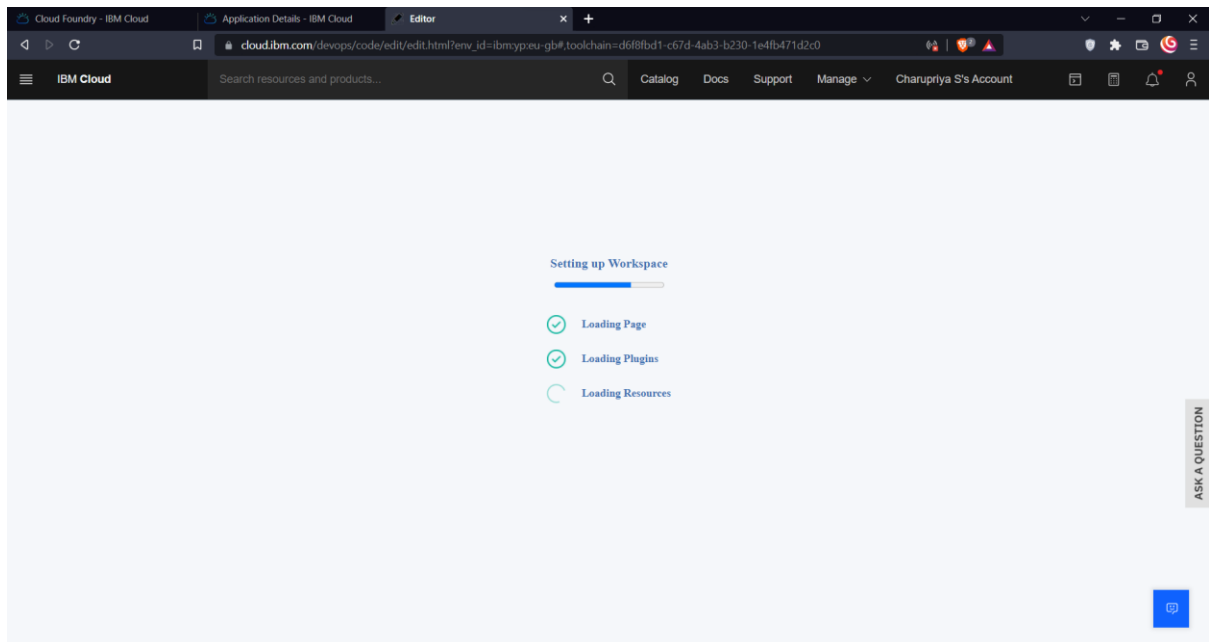 Cloud Foundry - IBM Cloud
Application Details - IBM Cloud
Editor
cloud.ibm.com/devops/code/edit/edit.html?env_id=ibm:yp:eu-gb#,toolchain=d6f8fbd1-c67d-4ab3-b230-1e4fb471d2c0
IBM Cloud
Search resources and products...
Catalog
Docs
Support
Manage
Charupriya S's Account
Setting up Workspace
Loading Page
Loading Plugins
Loading Resources
ASK A QUESTION